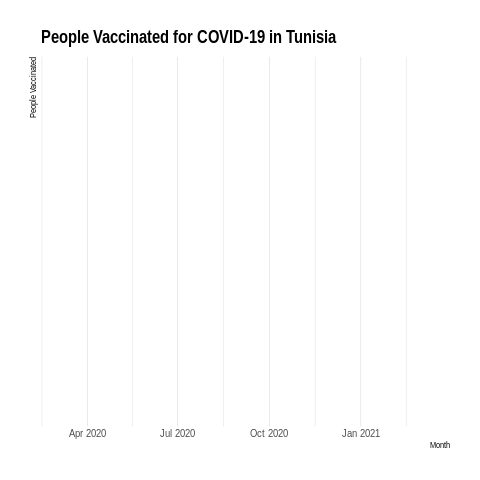 People Vaccinated for COVID-19 in Tunisia
People Vaccinated
Apr 2020
Jul 2020
Oct 2020
Jan 2021
Month